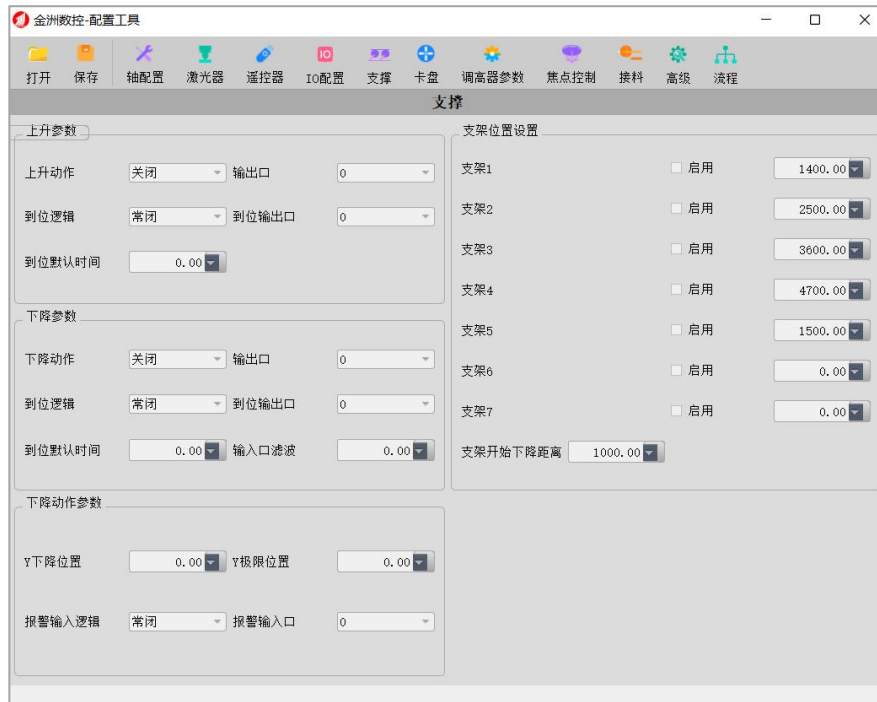 金洲数控-配置工具
打开 保存 轴配置 激光器 遥控器 IO配置 支撑 卡盘 调高器参数 焦点控制 接料 高级 流程
支撑
上升参数
上升动作 关闭 输出口 0
到位逻辑 常闭 到位输出口 0
到位默认时间 0.00
下降参数
下降动作 关闭 输出口 0
到位逻辑 常闭 到位输出口 0
到位默认时间 0.00 输入口滤波 0.00
下降动作参数
Y下降位置 0.00 Y极限位置 0.00
报警输入逻辑 常闭 报警输入口 0
支架位置设置
支架1 启用 1400.00
支架2 启用 2500.00
支架3 启用 3600.00
支架4 启用 4700.00
支架5 启用 1500.00
支架6 启用 0.00
支架7 启用 0.00
支架开始下降距离 1000.00